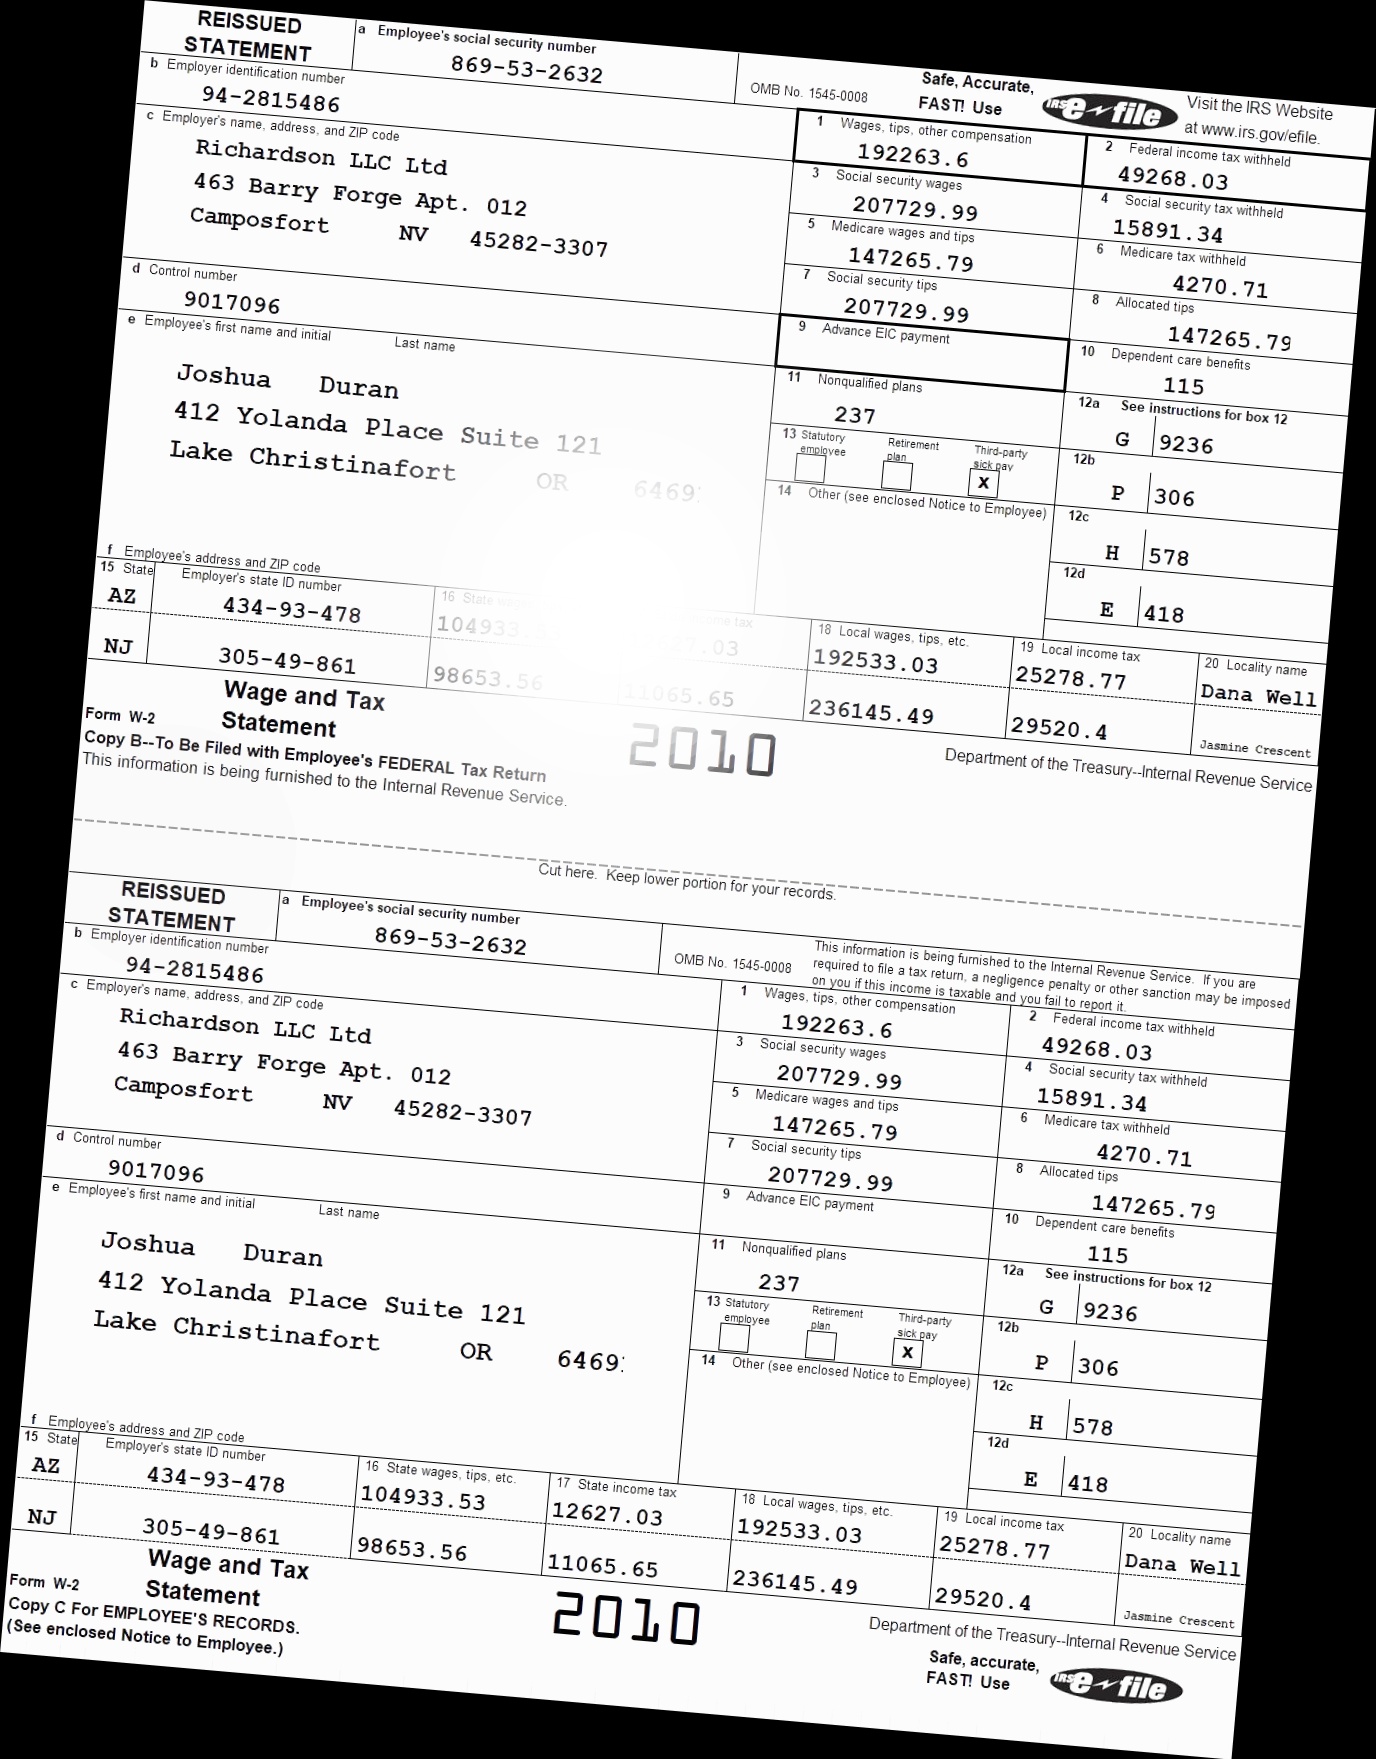 REISSUED
STATEMENT
a Employee's social security number
869-53-2632
OMB No. 1545-0008
Safe, Accurate,
FAST! Use
IRS e-file
Visit the IRS Website
at www.irs.gov/efile.
b Employer identification number
94-2815486
c Employer's name, address, and ZIP code
Richardson LLC Ltd
463 Barry Forge Apt. 012
Camposfort NV 45282-3307
d Control number
9017096
e Employee's first name and initial Last name
Joshua Duran
412 Yolanda Place Suite 121
Lake Christinafort OR
f Employee's address and ZIP code
1 Wages, tips, other compensation
192263.6
2 Federal income tax withheld
49268.03
3 Social security wages
207729.99
4 Social security tax withheld
15891.34
5 Medicare wages and tips
147265.79
6 Medicare tax withheld
4270.71
7 Social security tips
207729.99
8 Allocated tips
147265.79
9 Advance EIC payment
10 Dependent care benefits
115
11 Nonqualified plans
237
12a See instructions for box 12
G 9236
12b
P 306
12c
H 578
12d
E 418
13 Statutory employee
Retirement plan
Third-party sick pay
X
14 Other (see enclosed Notice to Employee)
15 State Employer's state ID number
AZ 434-93-478
NJ 305-49-861
16 State
98653.56
11065.65
18 Local wages, tips, etc.
192533.03
236145.49
19 Local income tax
25278.77
29520.4
20 Locality name
Dana Well
Jasmine Crescent
Form W-2
Wage and Tax
Statement
2010
Department of the Treasury--Internal Revenue Service
Copy B--To Be Filed with Employee's FEDERAL Tax Return
This information is being furnished to the Internal Revenue Service.
Cut here. Keep lower portion for your records.
REISSUED
STATEMENT
a Employee's social security number
869-53-2632
OMB No. 1545-0008
This information is being furnished to the Internal Revenue Service. If you are
required to file a tax return, a negligence penalty or other sanction may be imposed
on you if this income is taxable and you fail to report it.
b Employer identification number
94-2815486
c Employer's name, address, and ZIP code
Richardson LLC Ltd
463 Barry Forge Apt. 012
Camposfort NV 45282-3307
d Control number
9017096
e Employee's first name and initial Last name
Joshua Duran
412 Yolanda Place Suite 121
Lake Christinafort OR
f Employee's address and ZIP code
1 Wages, tips, other compensation
192263.6
2 Federal income tax withheld
49268.03
3 Social security wages
207729.99
4 Social security tax withheld
15891.34
5 Medicare wages and tips
147265.79
6 Medicare tax withheld
4270.71
7 Social security tips
207729.99
8 Allocated tips
147265.79
9 Advance EIC payment
10 Dependent care benefits
115
11 Nonqualified plans
237
12a See instructions for box 12
G 9236
12b
P 306
12c
H 578
12d
E 418
13 Statutory employee
Retirement plan
Third-party sick pay
X
14 Other (see enclosed Notice to Employee)
15 State Employer's state ID number
AZ 434-93-478
NJ 305-49-861
16 State wages, tips, etc.
104933.53
98653.56
17 State income tax
12627.03
11065.65
18 Local wages, tips, etc.
192533.03
236145.49
19 Local income tax
25278.77
29520.4
20 Locality name
Dana Well
Jasmine Crescent
Form W-2
Wage and Tax
Statement
2010
Department of the Treasury--Internal Revenue Service
Copy C For EMPLOYEE'S RECORDS.
(See enclosed Notice to Employee.)
Safe, accurate,
FAST! Use
IRS e-file